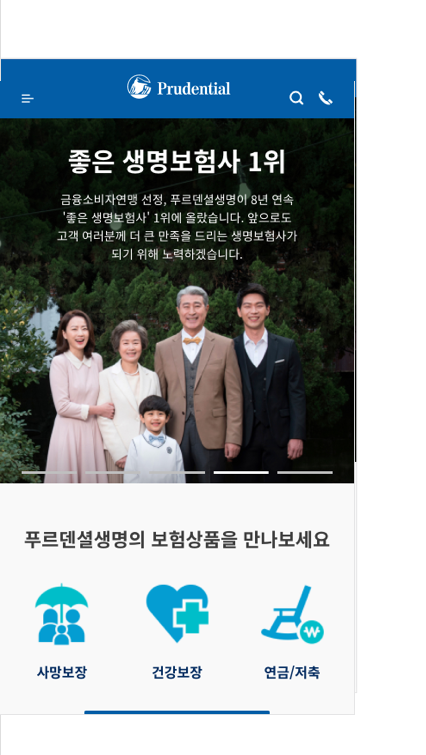 Prudential
좋은 생명보험사 1위
금융소비자연맹 선정, 푸르덴셜생명이 8년 연속
'좋은 생명보험사' 1위에 올랐습니다. 앞으로도
고객 여러분께 더 큰 만족을 드리는 생명보험사가
되기 위해 노력하겠습니다.
푸르덴셜생명의 보험상품을 만나보세요
사망보장
건강보장
연금/저축